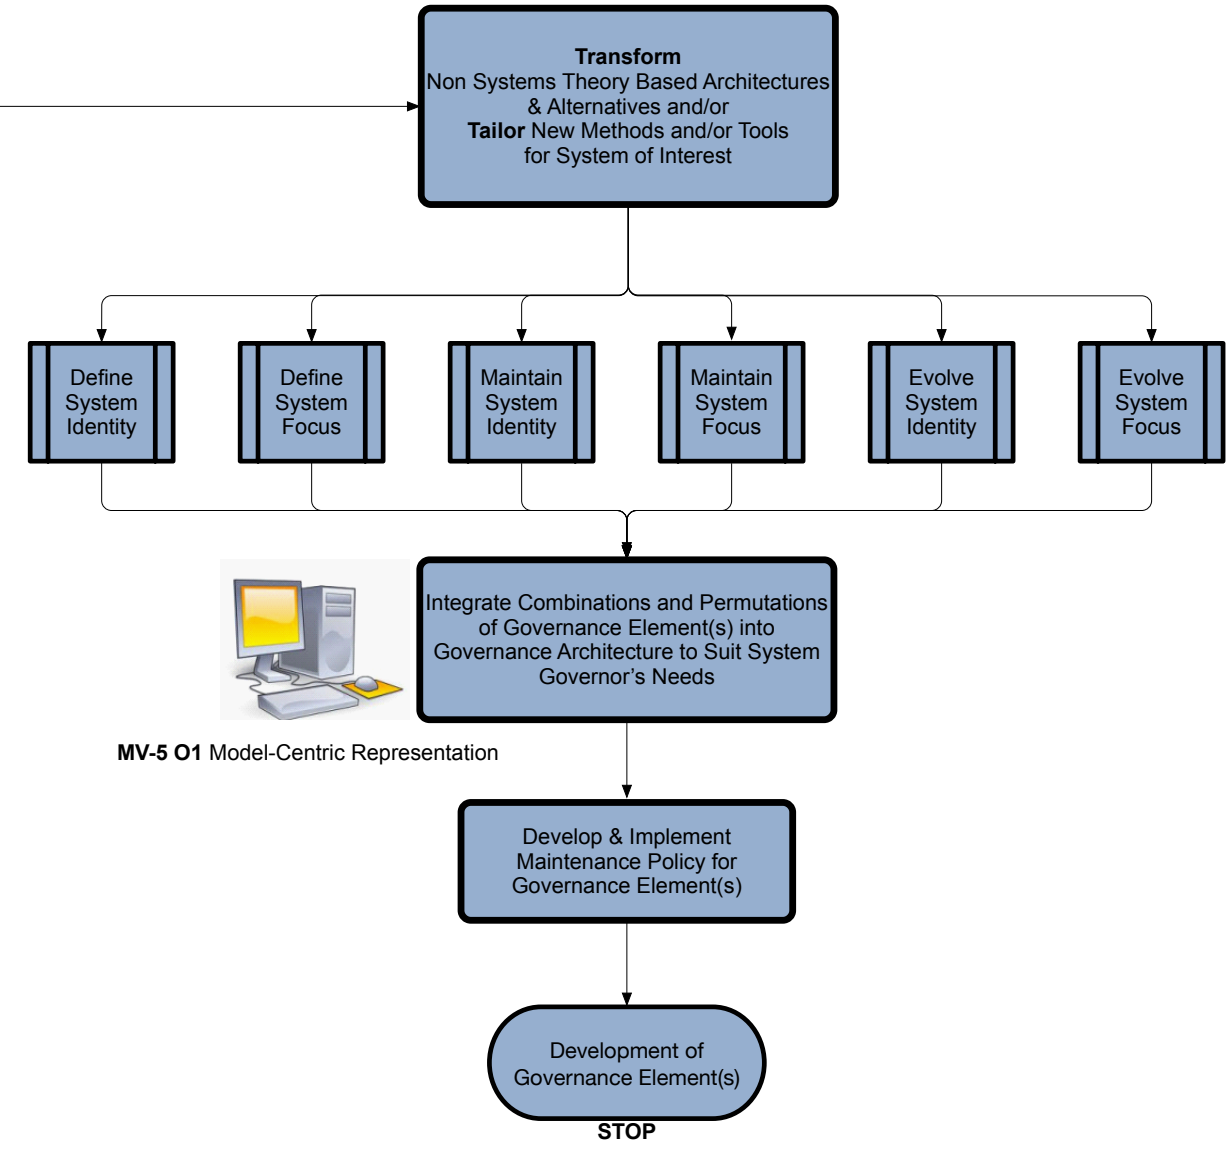 Transform
Non Systems Theory Based Architectures
& Alternatives and/or
Tailor New Methods and/or Tools
for System of Interest
Define
System
Identity
Define
System
Focus
Maintain
System
Identity
Maintain
System
Focus
Evolve
System
Identity
Evolve
System
Focus
Integrate Combinations and Permutations
of Governance Element(s) into
Governance Architecture to Suit System
Governor’s Needs
MV-5 O1 Model-Centric Representation
Develop & Implement
Maintenance Policy for
Governance Element(s)
Development of
Governance Element(s)
STOP